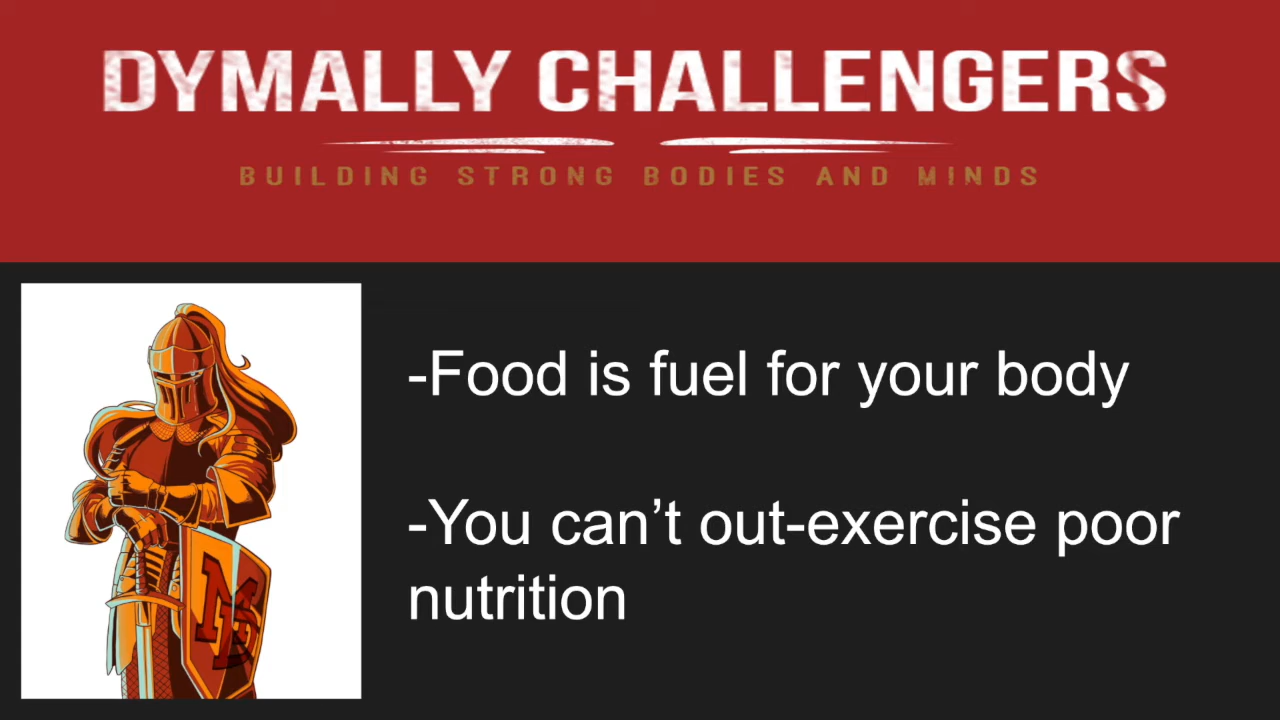 DYMALLY CHALLENGERS
BUILDING STRONG BODIES AND MINDS
-Food is fuel for your body
-You can’t out-exercise poor
nutrition